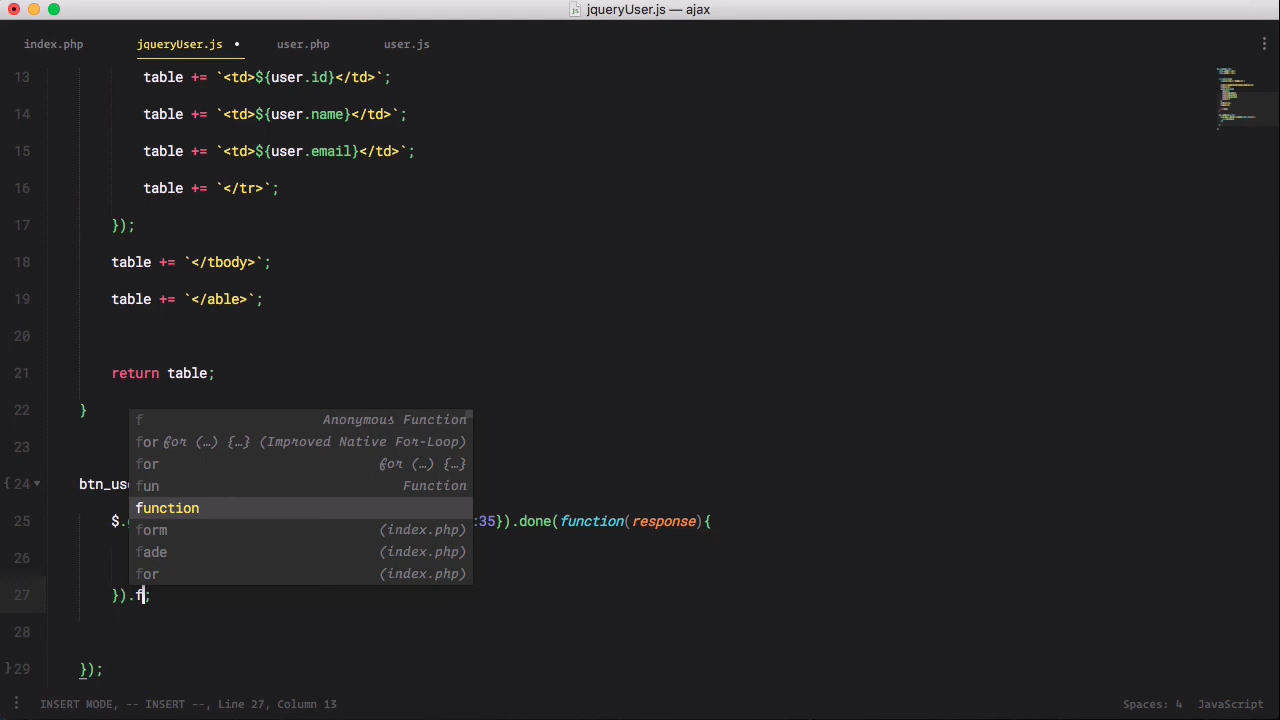 jqueryUser.js — ajax
index.php jqueryUser.js • user.php user.js
13 table += `<td>${user.id}</td>`;
14 table += `<td>${user.name}</td>`;
15 table += `<td>${user.email}</td>`;
16 table += `</tr>`;
17 });
18 table += `</tbody>`;
19 table += `</able>`;
20
21 return table;
22 }
f Anonymous Function
23
for for (…) {…} (Improved Native For-Loop)
for for (…) {…}
24 btn_us
fun Function
function
25 $. :35}).done(function(response){
form (index.php)
26
fade (index.php)
for (index.php)
27 }).f;
28
29 });
INSERT MODE, -- INSERT --, Line 27, Column 13 Spaces: 4 JavaScript